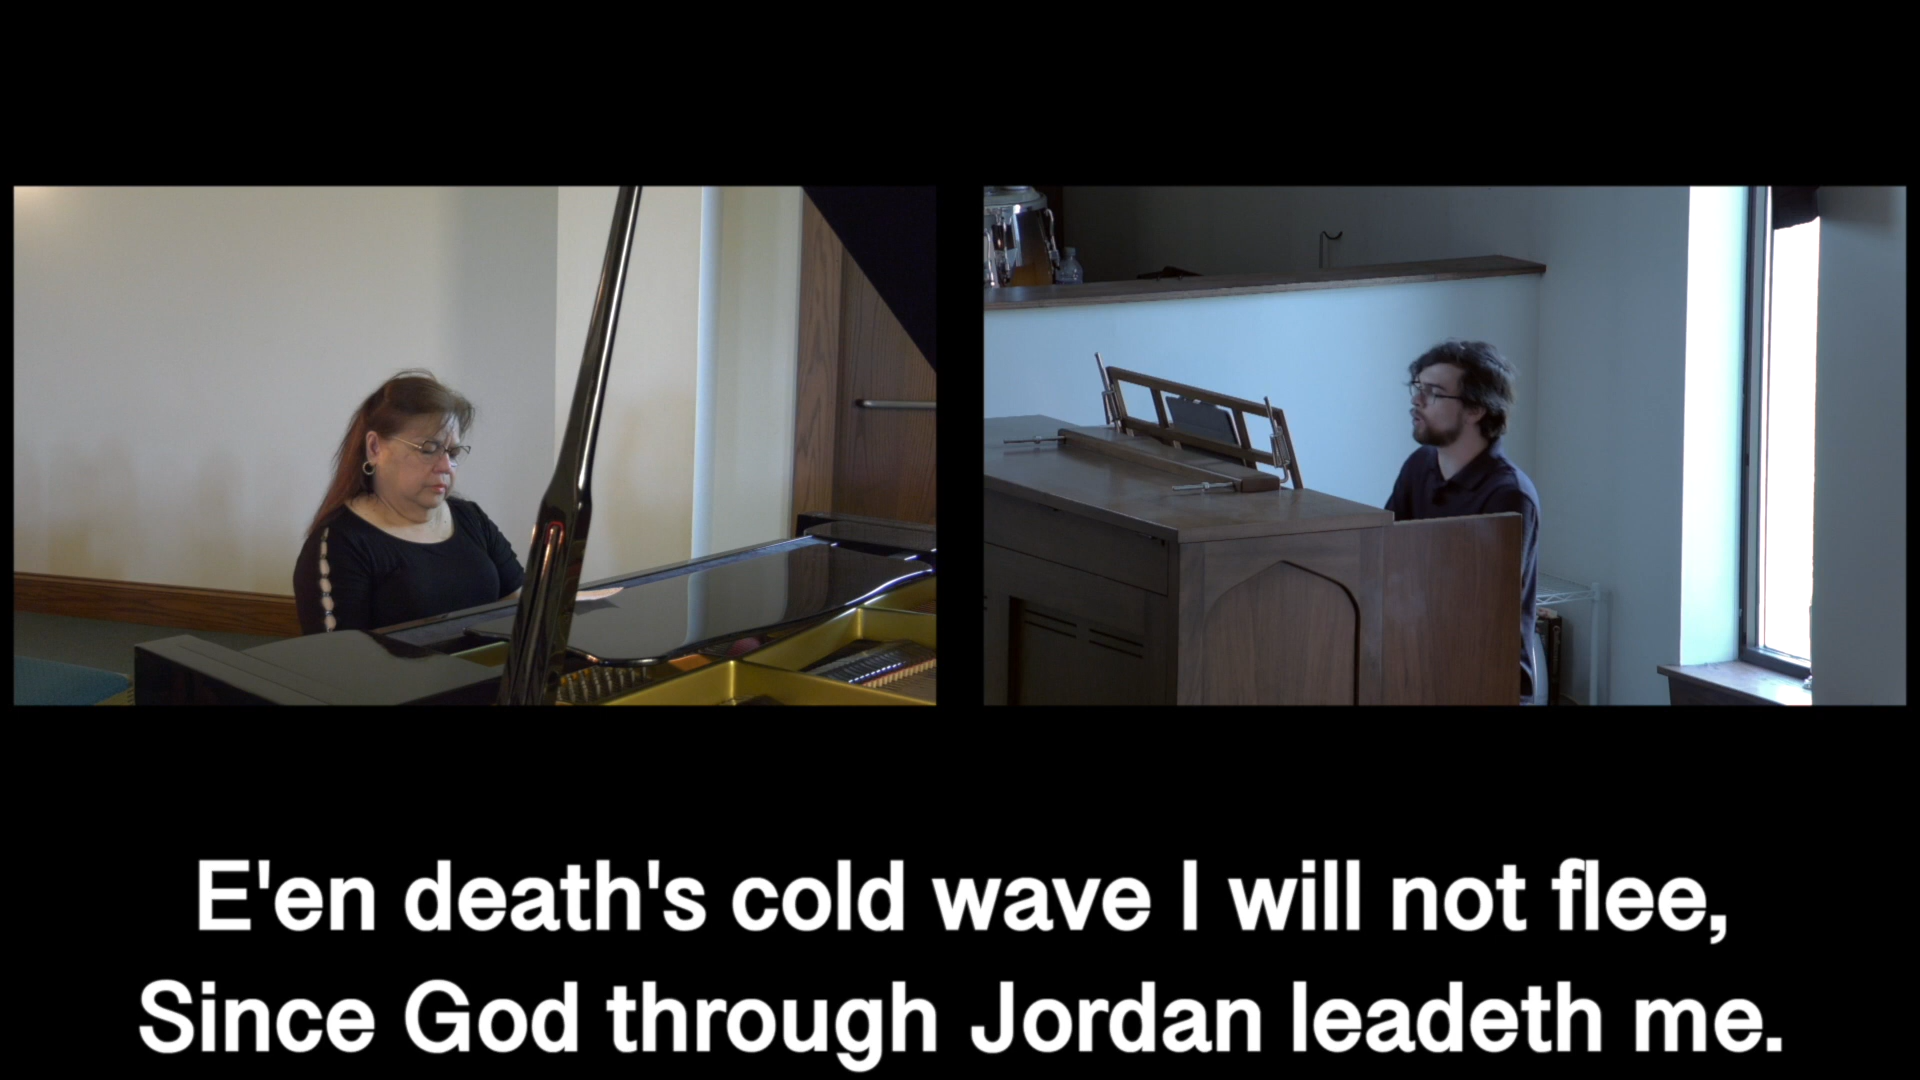 E'en death's cold wave I will not flee,
Since God through Jordan leadeth me.